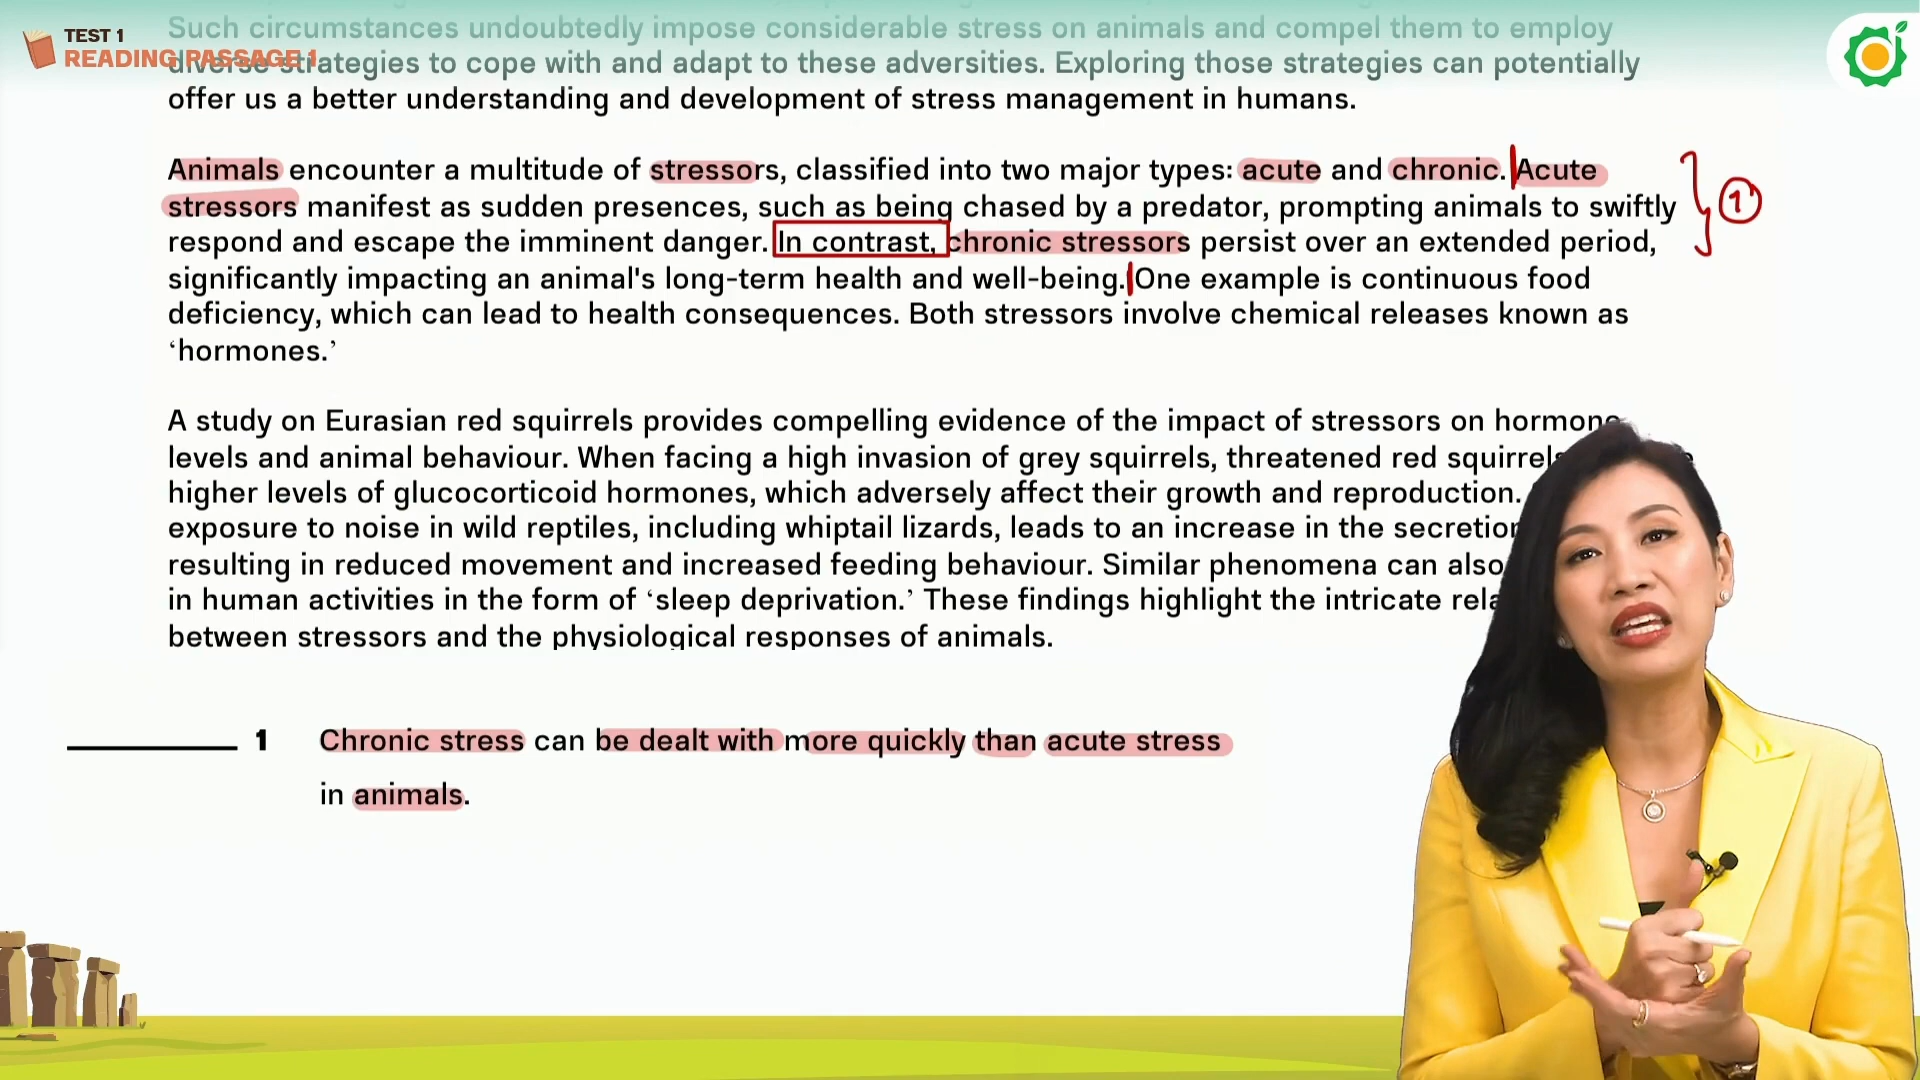 Such circumstances undoubtedly impose considerable stress on animals and compel them to employ
TEST 1
READING PASSAGE 1
diverse strategies to cope with and adapt to these adversities. Exploring those strategies can potentially
offer us a better understanding and development of stress management in humans.
Animals encounter a multitude of stressors, classified into two major types: acute and chronic. Acute
stressors manifest as sudden presences, such as being chased by a predator, prompting animals to swiftly
1
respond and escape the imminent danger. In contrast, chronic stressors persist over an extended period,
significantly impacting an animal's long-term health and well-being. One example is continuous food
deficiency, which can lead to health consequences. Both stressors involve chemical releases known as
‘hormones.’
A study on Eurasian red squirrels provides compelling evidence of the impact of stressors on hormone
levels and animal behaviour. When facing a high invasion of grey squirrels, threatened red squirrels
higher levels of glucocorticoid hormones, which adversely affect their growth and reproduction.
exposure to noise in wild reptiles, including whiptail lizards, leads to an increase in the secretion
resulting in reduced movement and increased feeding behaviour. Similar phenomena can also
in human activities in the form of ‘sleep deprivation.’ These findings highlight the intricate rela
between stressors and the physiological responses of animals.
1 Chronic stress can be dealt with more quickly than acute stress
in animals.